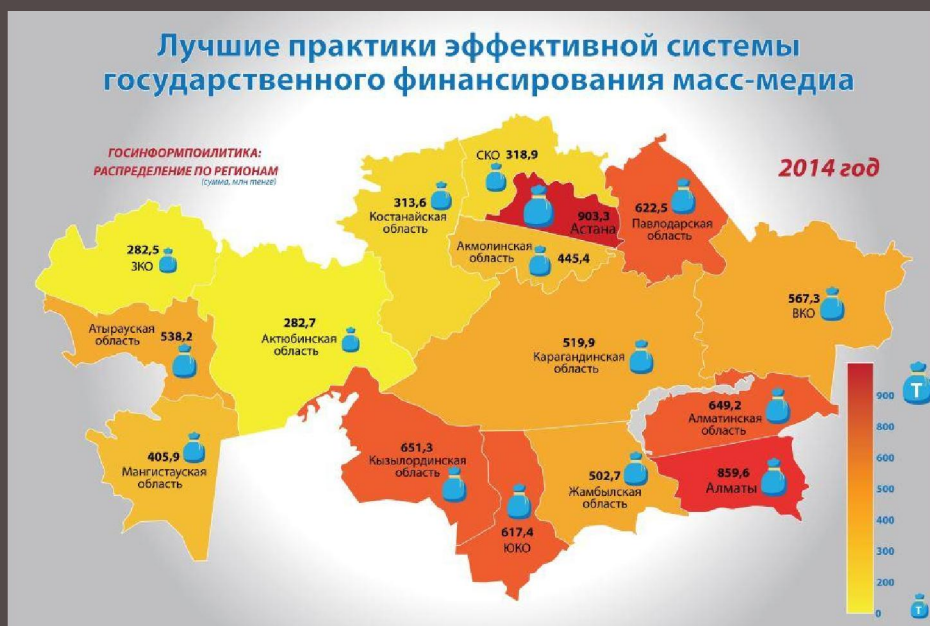 Лучшие практики эффективной системы
государственного финансирования масс-медиа
ГОСИНФОРМПОИЛИТИКА:
РАСПРЕДЕЛЕНИЕ ПО РЕГИОНАМ
(сумма, млн тенге)
2014 год
СКО 318,9
313,6
Костанайская
область
903,3
Астана
622,5
Павлодарская
область
Акмолинская
область 445,4
282,5
ЗКО
Атырауская
область 538,2
282,7
Актюбинская
область
519,9
Карагандинская
область
567,3
ВКО
405,9
Мангистауская
область
651,3
Кызылординская
область
617,4
ЮКО
502,7
Жамбылская
область
649,2
Алматинская
область
859,6
Алматы
900
800
600
500
400
300
200
0
Т
Т